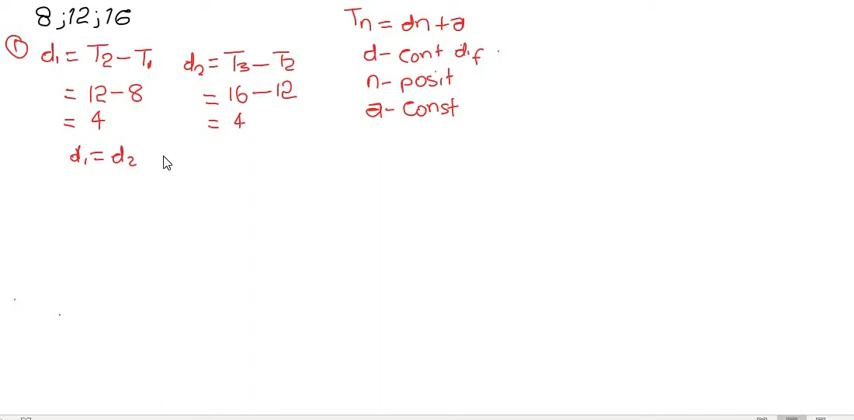 8 ; 12 ; 16
① d₁ = T₂ − T₁
= 12 − 8
= 4
d₁ = d₂
d₂ = T₃ − T₂
= 16 − 12
= 4
Tn = dn + a
d − cont dif
n − posit
a − const